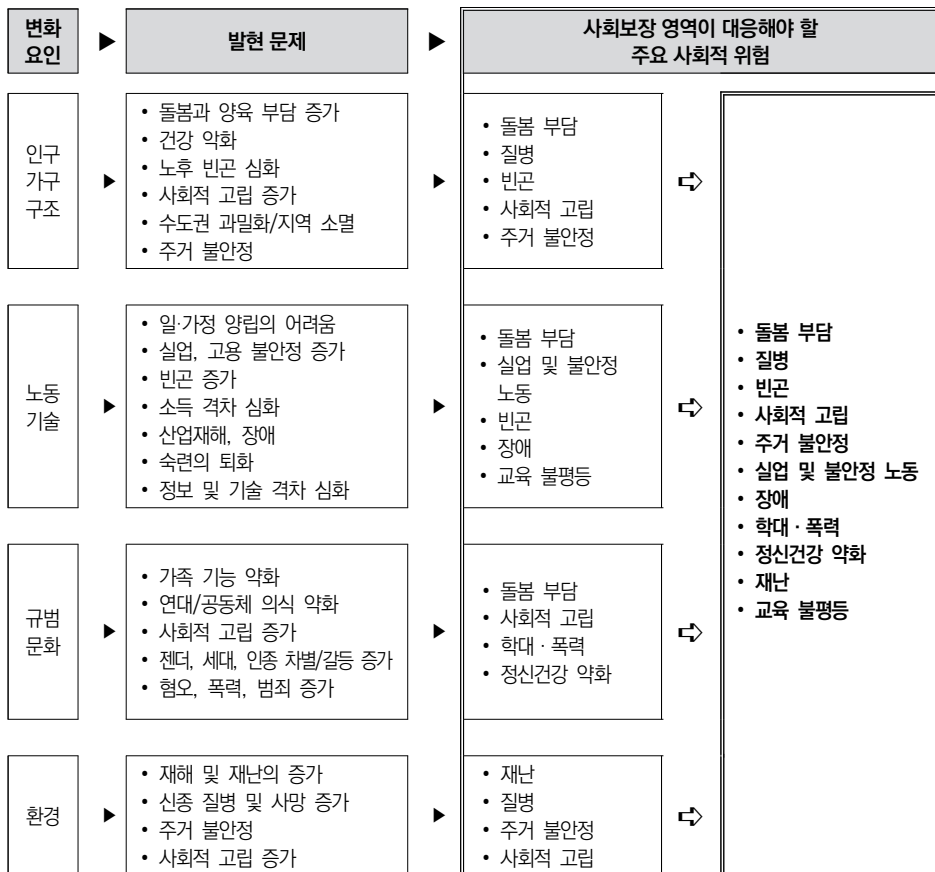 변화
요인
▶
발현 문제
▶
사회보장 영역이 대응해야 할
주요 사회적 위험
인구
가구
구조
▶
• 돌봄과 양육 부담 증가
• 건강 악화
• 노후 빈곤 심화
• 사회적 고립 증가
• 수도권 과밀화/지역 소멸
• 주거 불안정
▶
• 돌봄 부담
• 질병
• 빈곤
• 사회적 고립
• 주거 불안정
노동
기술
▶
• 일·가정 양립의 어려움
• 실업, 고용 불안정 증가
• 빈곤 증가
• 소득 격차 심화
• 산업재해, 장애
• 숙련의 퇴화
• 정보 및 기술 격차 심화
▶
• 돌봄 부담
• 실업 및 불안정
노동
• 빈곤
• 장애
• 교육 불평등
규범
문화
▶
• 가족 기능 약화
• 연대/공동체 의식 약화
• 사회적 고립 증가
• 젠더, 세대, 인종 차별/갈등 증가
• 혐오, 폭력, 범죄 증가
▶
• 돌봄 부담
• 사회적 고립
• 학대·폭력
• 정신건강 약화
환경
▶
• 재해 및 재난의 증가
• 신종 질병 및 사망 증가
• 주거 불안정
• 사회적 고립 증가
▶
• 재난
• 질병
• 주거 불안정
• 사회적 고립
• 돌봄 부담
• 질병
• 빈곤
• 사회적 고립
• 주거 불안정
• 실업 및 불안정 노동
• 장애
• 학대·폭력
• 정신건강 약화
• 재난
• 교육 불평등